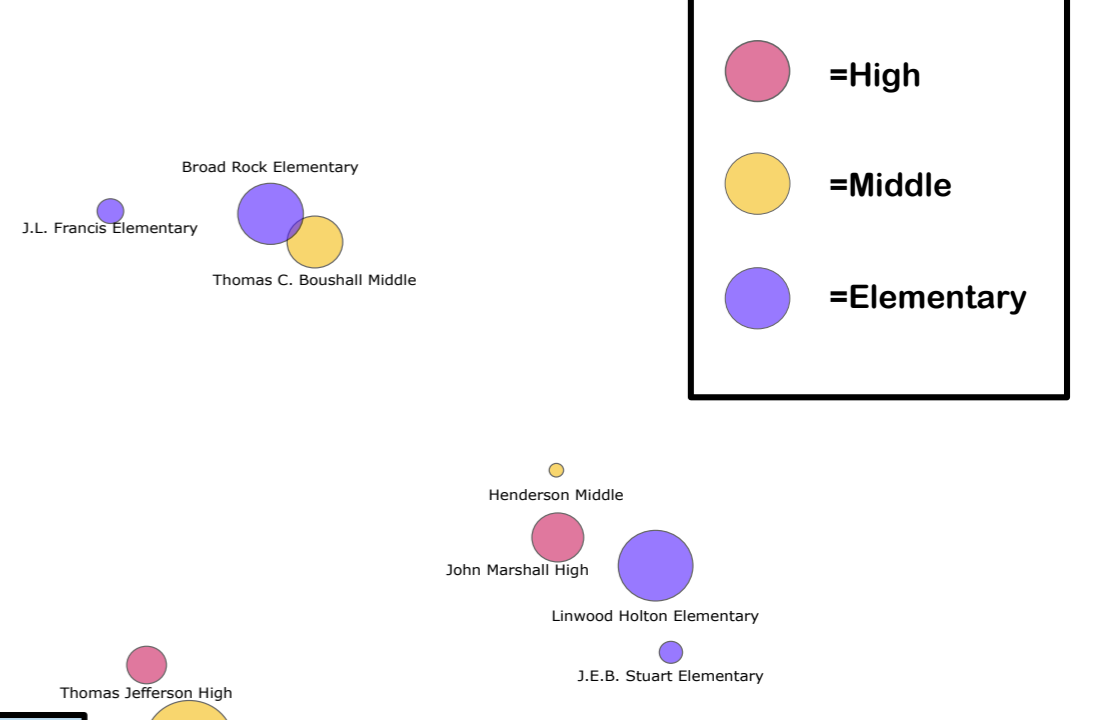 =High
=Middle
=Elementary
Broad Rock Elementary
J.L. Francis Elementary
Thomas C. Boushall Middle
Henderson Middle
John Marshall High
Linwood Holton Elementary
J.E.B. Stuart Elementary
Thomas Jefferson High